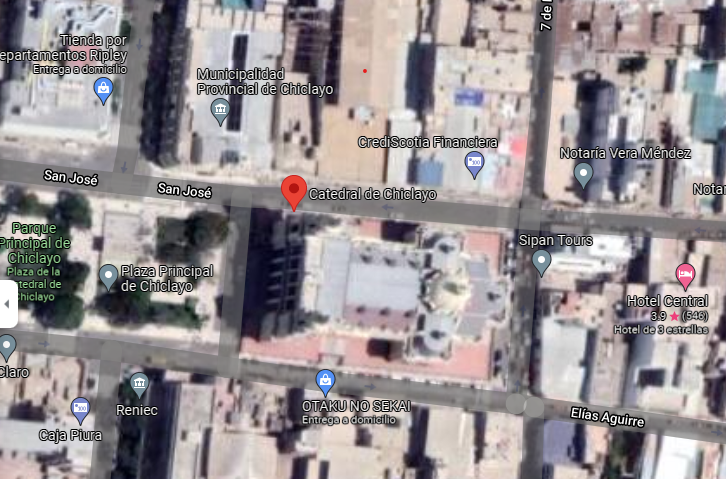 7 de
Tienda por
epartamentos Ripley
Entrega a domicilio
Municipalidad
Provincial de Chiclayo
CrediScotia Financiera
Notaría Vera Méndez
San José
San José
Catedral de Chiclayo
Notar
Parque
Principal de
Chiclayo
Plaza de la
tedral de
hiclayo
Plaza Principal
de Chiclayo
Sipan Tours
Hotel Central
3.9 ★ (546)
Hotel de 3 estrellas
Claro
Reniec
Caja Piura
OTAKU NO SEKAI
Entrega a domicilio
Elías Aguirre